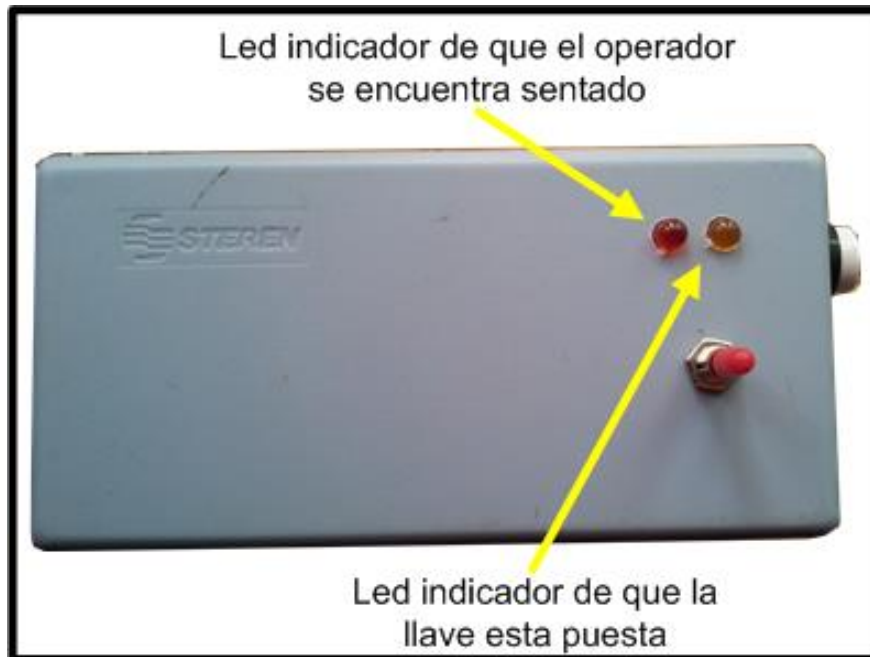 Led indicador de que el operador
se encuentra sentado
STEREN
Led indicador de que la
llave esta puesta